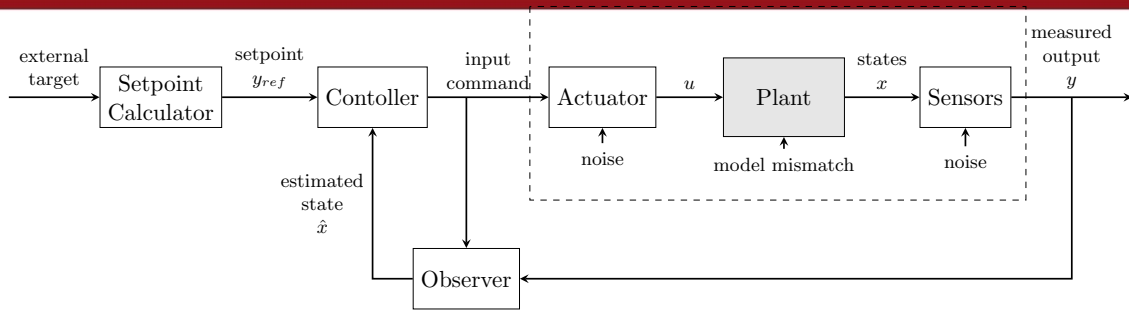 external
target
Setpoint
Calculator
setpoint
y_ref
Contoller
input
command
Actuator
noise
u
Plant
model mismatch
states
x
Sensors
noise
measured
output
y
estimated
state
x̂
Observer